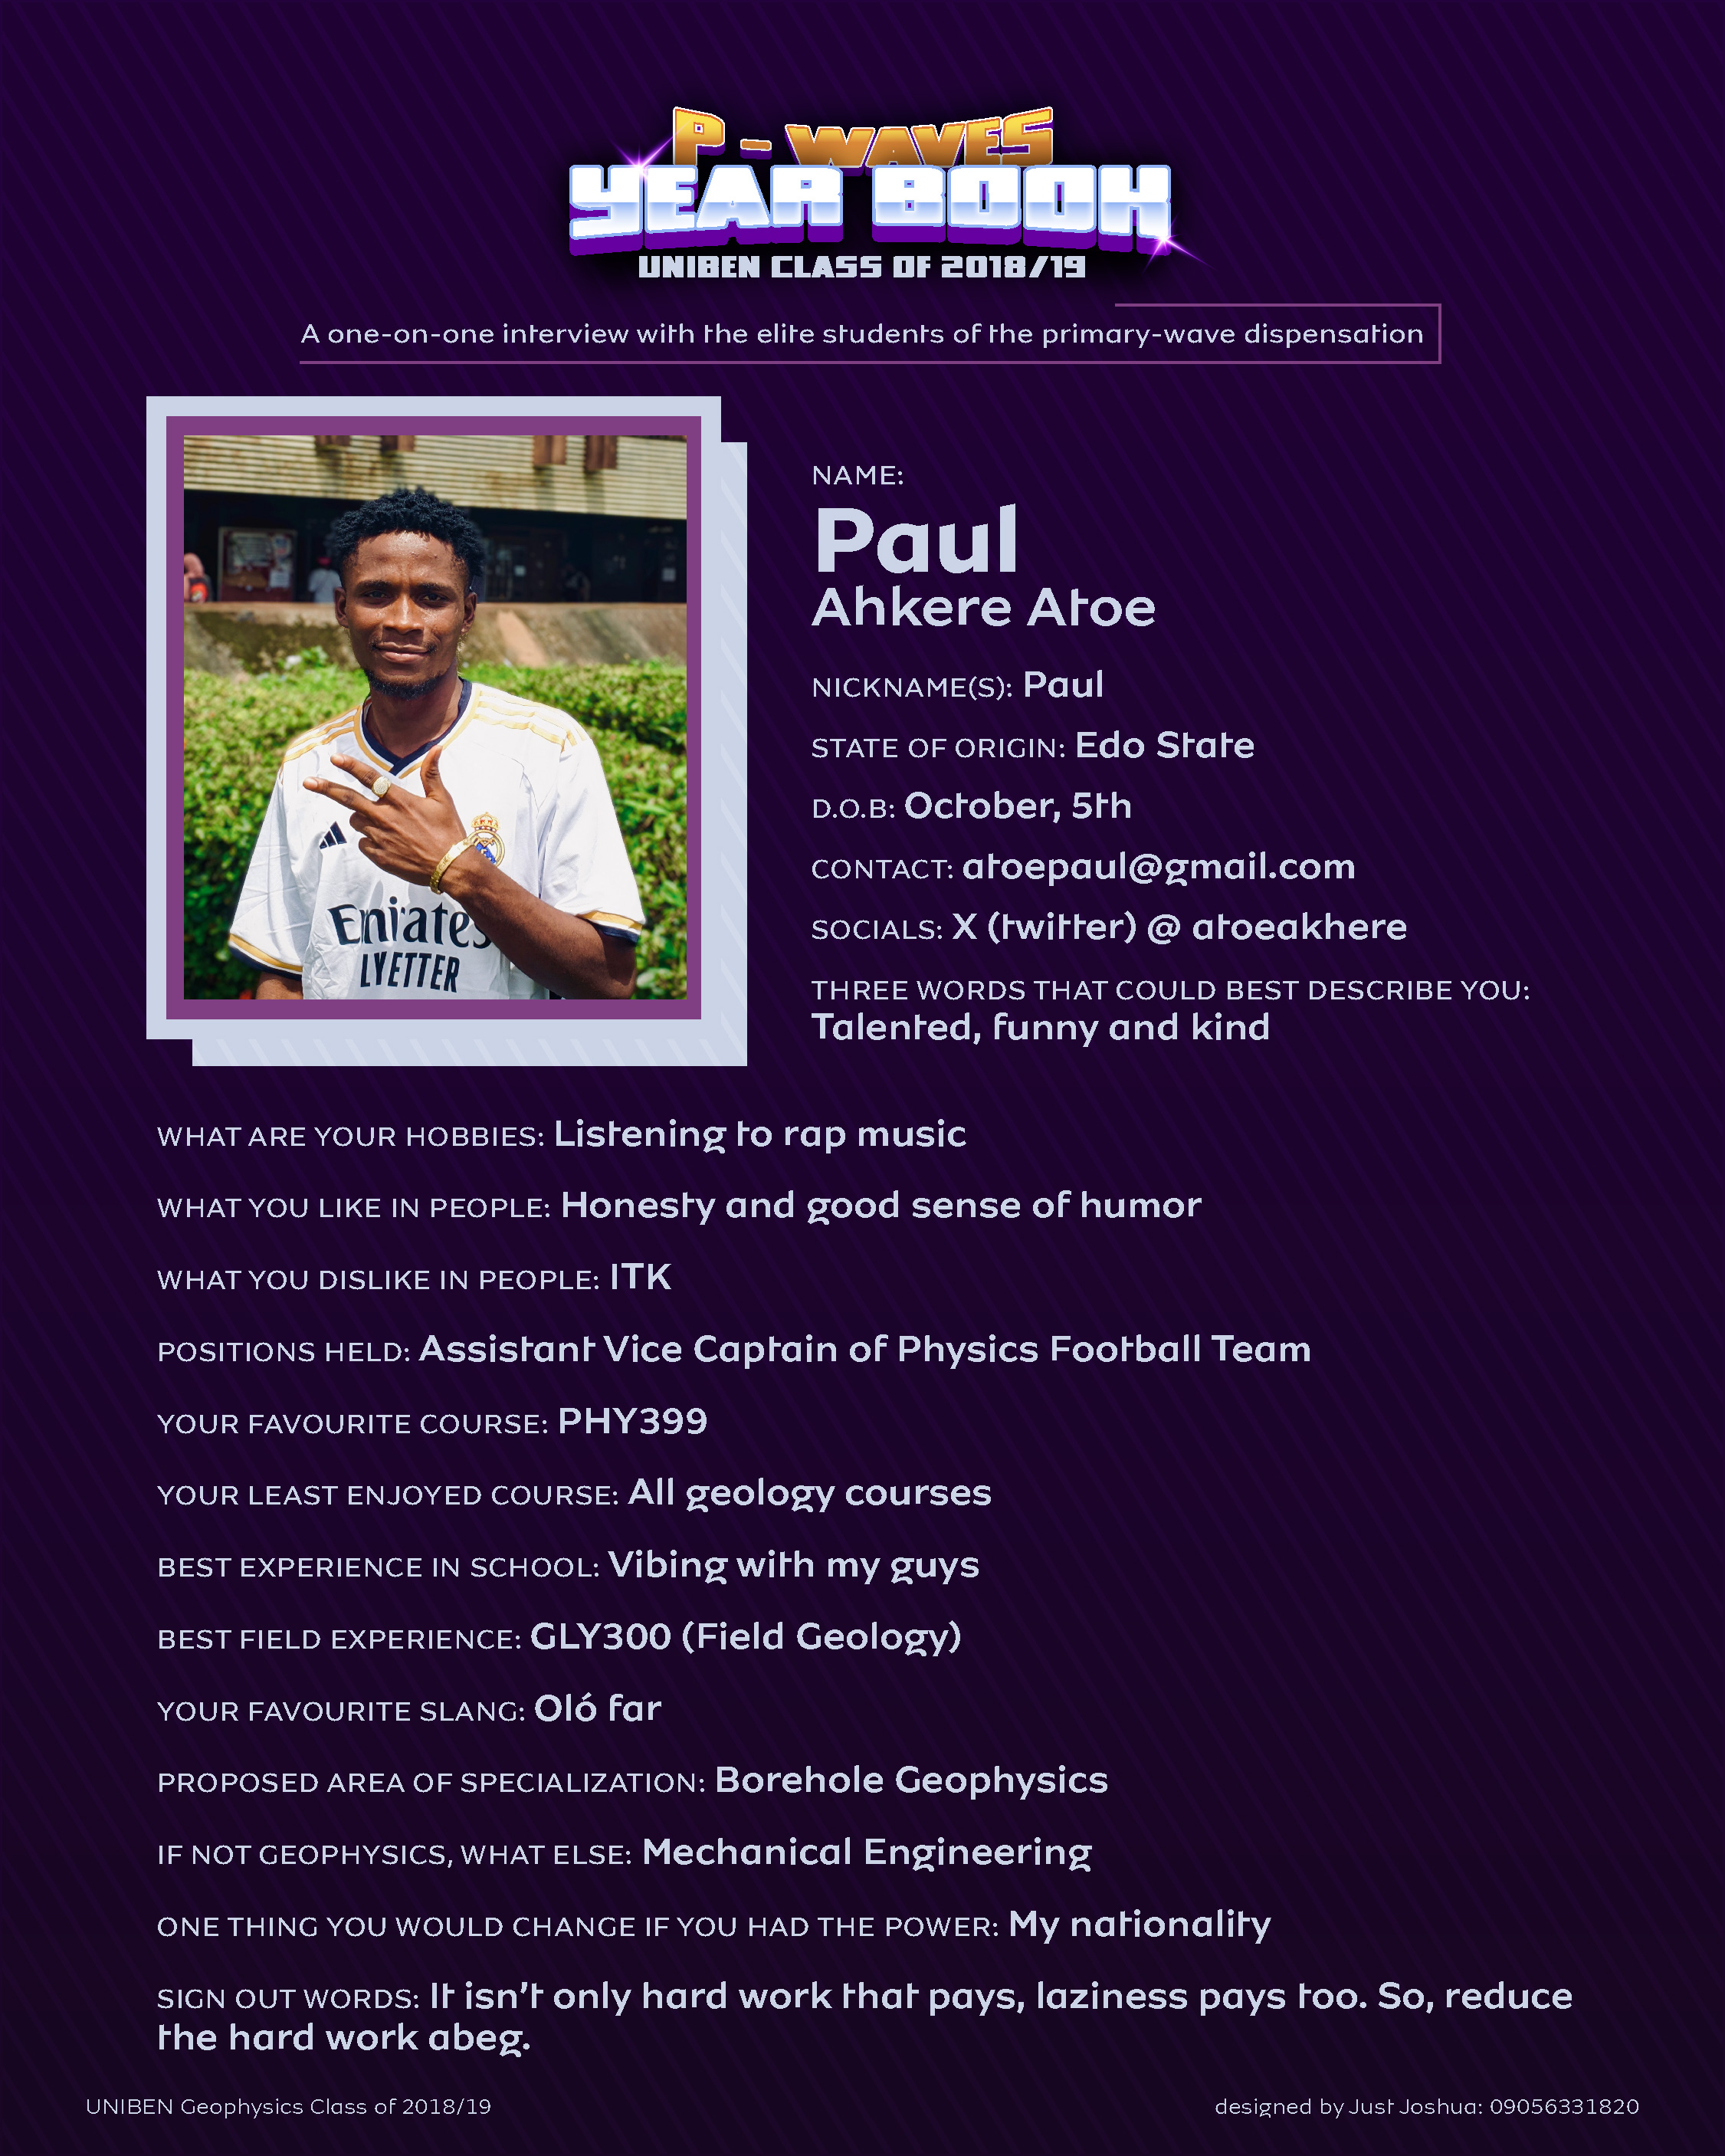 P - WAVES
YEAR BOOK
UNIBEN CLASS OF 2018/19
A one-on-one interview with the elite students of the primary-wave dispensation
NAME:
Paul
Ahkere Atoe
NICKNAME(S): Paul
STATE OF ORIGIN: Edo State
D.O.B: October, 5th
CONTACT: atoepaul@gmail.com
SOCIALS: X (twitter) @ atoeakhere
THREE WORDS THAT COULD BEST DESCRIBE YOU:
Talented, funny and kind
Emirates
LYETTER
WHAT ARE YOUR HOBBIES: Listening to rap music
WHAT YOU LIKE IN PEOPLE: Honesty and good sense of humor
WHAT YOU DISLIKE IN PEOPLE: ITK
POSITIONS HELD: Assistant Vice Captain of Physics Football Team
YOUR FAVOURITE COURSE: PHY399
YOUR LEAST ENJOYED COURSE: All geology courses
BEST EXPERIENCE IN SCHOOL: Vibing with my guys
BEST FIELD EXPERIENCE: GLY300 (Field Geology)
YOUR FAVOURITE SLANG: Oló far
PROPOSED AREA OF SPECIALIZATION: Borehole Geophysics
IF NOT GEOPHYSICS, WHAT ELSE: Mechanical Engineering
ONE THING YOU WOULD CHANGE IF YOU HAD THE POWER: My nationality
SIGN OUT WORDS: It isn't only hard work that pays, laziness pays too. So, reduce
the hard work abeg.
UNIBEN Geophysics Class of 2018/19
designed by Just Joshua: 09056331820